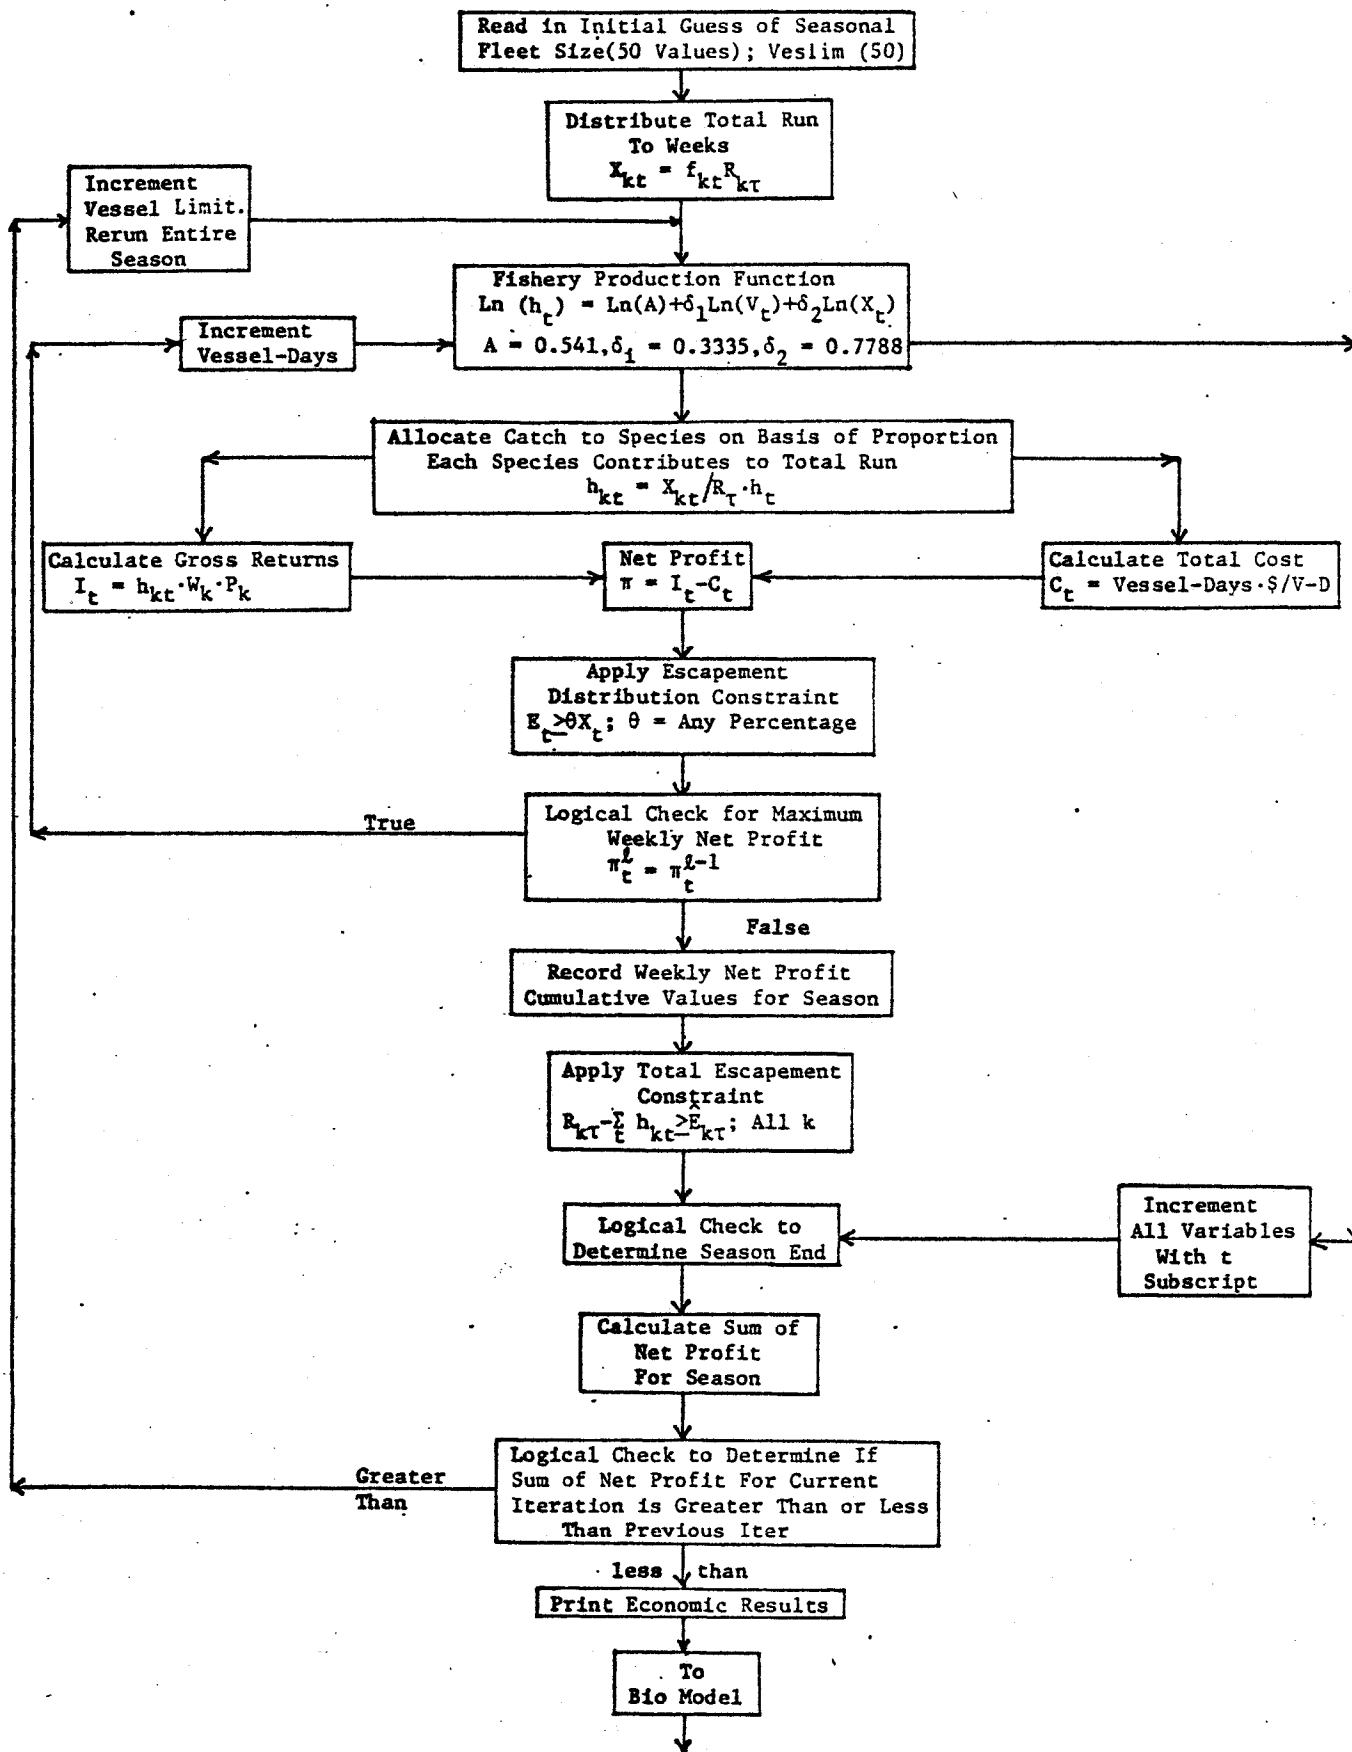 Read in Initial Guess of Seasonal
Fleet Size(50 Values); Veslim (50)
Distribute Total Run
To Weeks
X_kt = f_kt R_kτ
Increment
Vessel Limit.
Rerun Entire
Season
Fishery Production Function
Ln (h_t) = Ln(A)+δ_1Ln(V_t)+δ_2Ln(X_t)
A = 0.541,δ_1 = 0.3335,δ_2 = 0.7788
Increment
Vessel-Days
Allocate Catch to Species on Basis of Proportion
Each Species Contributes to Total Run
h_kt = X_kt/R_τ·h_t
Calculate Gross Returns
I_t = h_kt·W_k·P_k
Net Profit
π = I_t-C_t
Calculate Total Cost
C_t = Vessel-Days·$/V-D
Apply Escapement
Distribution Constraint
E_t≥θX_t; θ = Any Percentage
Logical Check for Maximum
Weekly Net Profit
π_t^ℓ = π_t^ℓ-1
True
False
Record Weekly Net Profit
Cumulative Values for Season
Apply Total Escapement
Constraint
R_kτ-Σ_t h_kt≥Ê_kτ; All k
Logical Check to
Determine Season End
Increment
All Variables
With t
Subscript
Calculate Sum of
Net Profit
For Season
Logical Check to Determine If
Sum of Net Profit For Current
Iteration is Greater Than or Less
Than Previous Iter
Greater
Than
less than
Print Economic Results
To
Bio Model